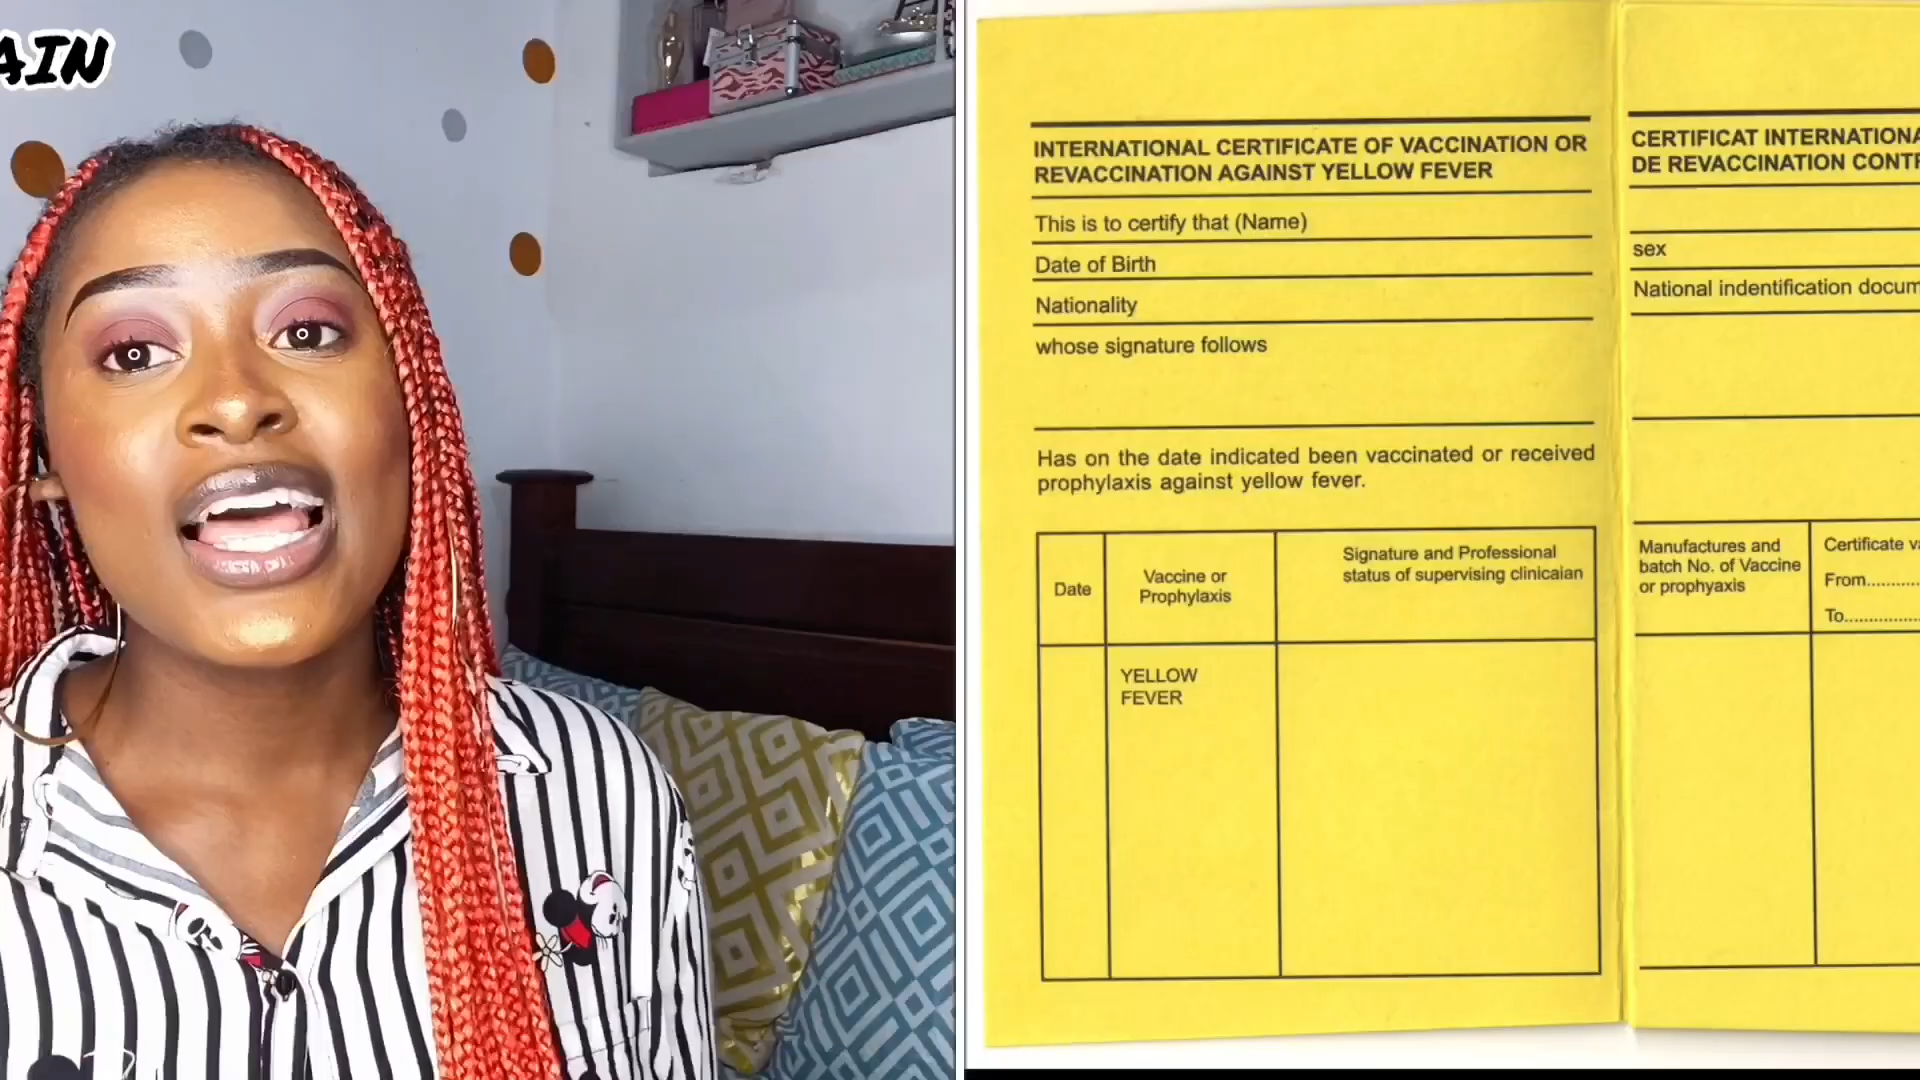 AIN
INTERNATIONAL CERTIFICATE OF VACCINATION OR
REVACCINATION AGAINST YELLOW FEVER
This is to certify that (Name)
Date of Birth
Nationality
whose signature follows
Has on the date indicated been vaccinated or received
prophylaxis against yellow fever.
Date
Vaccine or
Prophylaxis
Signature and Professional
status of supervising clinicaian
YELLOW
FEVER
CERTIFICAT INTERNATIONA
DE REVACCINATION CONT
sex
National indentification docum
Manufactures and
batch No. of Vaccine
or prophyaxis
Certificate va
From..........
To................